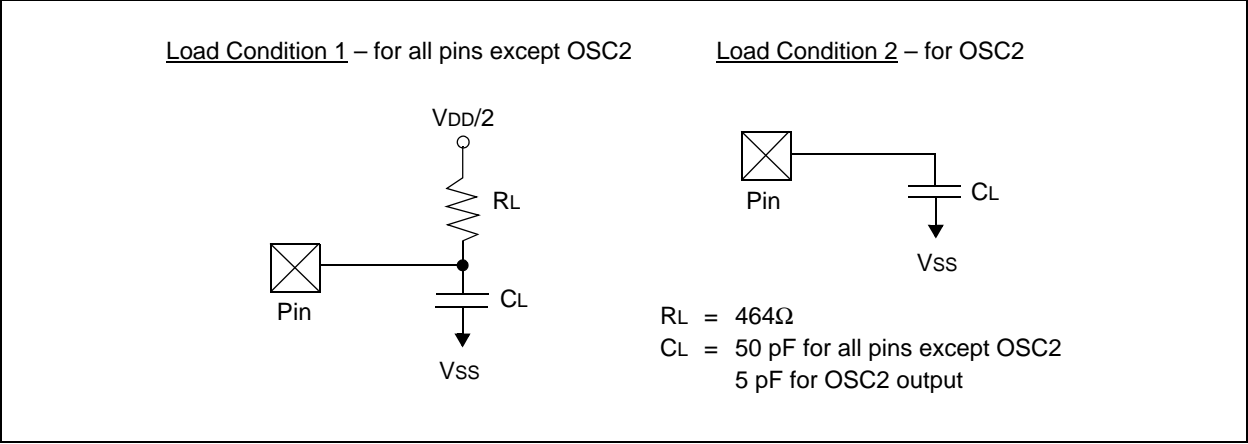 Load Condition 1 – for all pins except OSC2
VDD/2
RL
Pin
CL
VSS
Load Condition 2 – for OSC2
Pin
CL
VSS
RL = 464Ω
CL = 50 pF for all pins except OSC2
5 pF for OSC2 output